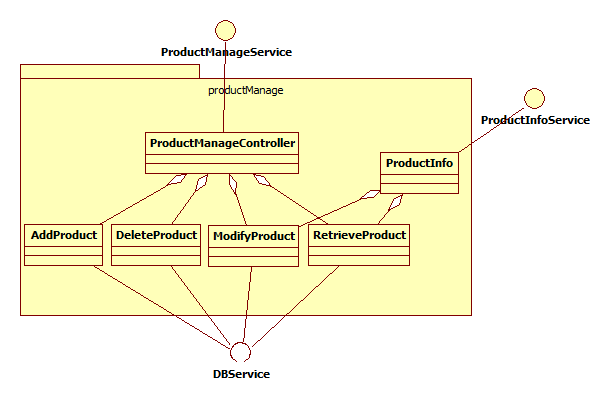 ProductManageService
productManage
ProductInfoService
ProductManageController
ProductInfo
AddProduct
DeleteProduct
ModifyProduct
RetrieveProduct
DBService